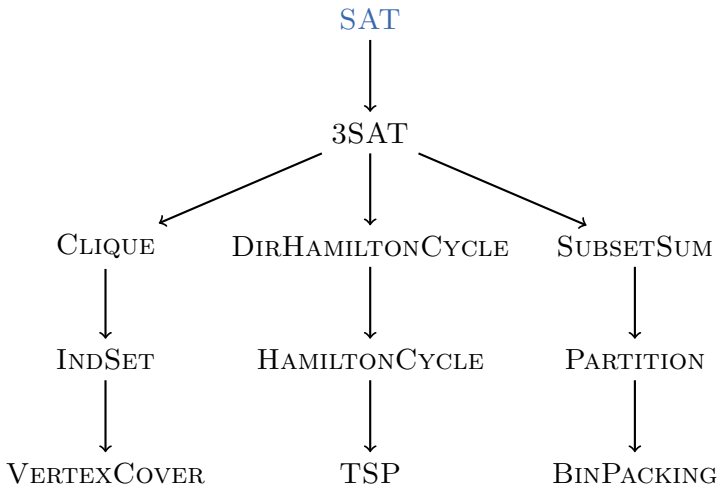 SAT
3SAT
CLIQUE DIRHAMILTONCYCLE SUBSETSUM
INDSET HAMILTONCYCLE PARTITION
VERTEXCOVER TSP BINPACKING